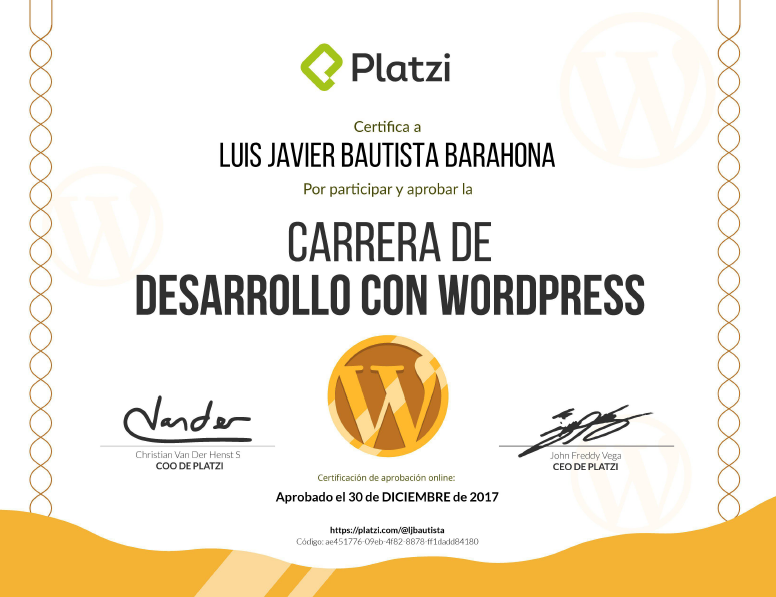 Platzi
Certifica a
LUIS JAVIER BAUTISTA BARAHONA
Por participar y aprobar la
CARRERA DE
DESARROLLO CON WORDPRESS
Vander
Christian Van Der Henst S
COO DE PLATZI
John Freddy Vega
CEO DE PLATZI
Certificación de aprobación online:
Aprobado el 30 de DICIEMBRE de 2017
https://platzi.com/@ljbautista
Código: ae451776-09eb-4f82-8878-ff1dadd84180